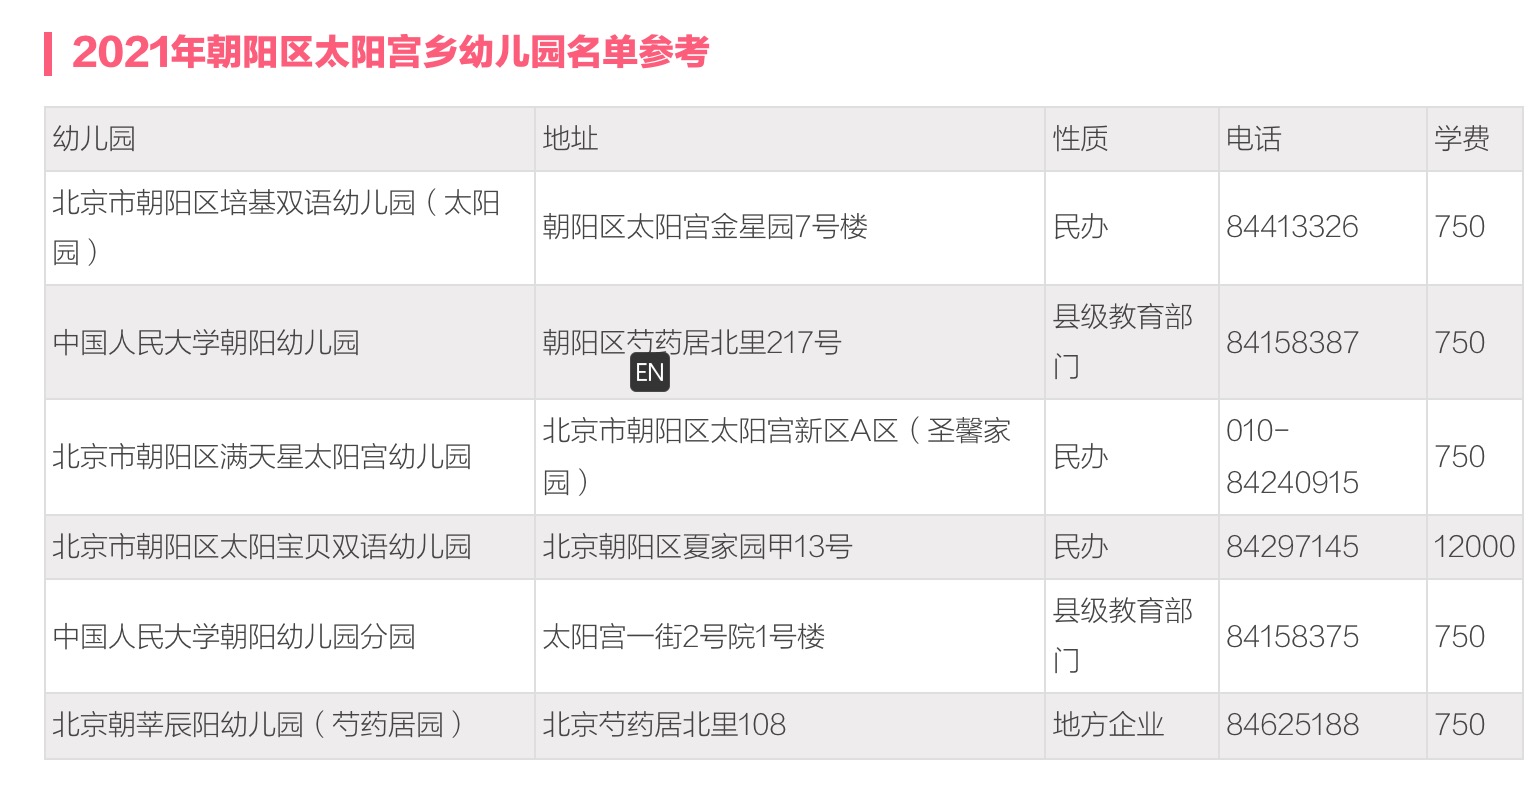 2021年朝阳区太阳宫乡幼儿园名单参考
幼儿园 地址 性质 电话 学费
北京市朝阳区培基双语幼儿园（太阳
园） 朝阳区太阳宫金星园7号楼 民办 84413326 750
中国人民大学朝阳幼儿园 朝阳区芍药居北里217号 县级教育部
门 84158387 750
EN
北京市朝阳区满天星太阳宫幼儿园 北京市朝阳区太阳宫新区A区（圣馨家
园） 民办 010-
84240915 750
北京市朝阳区太阳宝贝双语幼儿园 北京朝阳区夏家园甲13号 民办 84297145 12000
中国人民大学朝阳幼儿园分园 太阳宫一街2号院1号楼 县级教育部
门 84158375 750
北京朝莘辰阳幼儿园（芍药居园） 北京芍药居北里108 地方企业 84625188 750